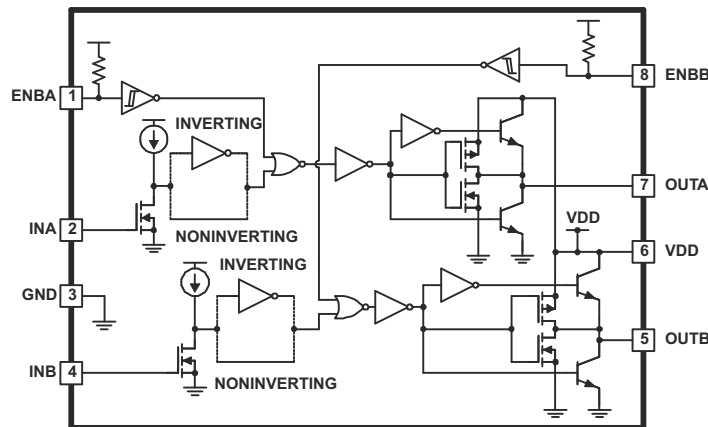 ENBA 1
8 ENBB
INVERTING
7 OUTA
INA 2
VDD
NONINVERTING
6 VDD
INVERTING
GND 3
5 OUTB
INB 4
NONINVERTING